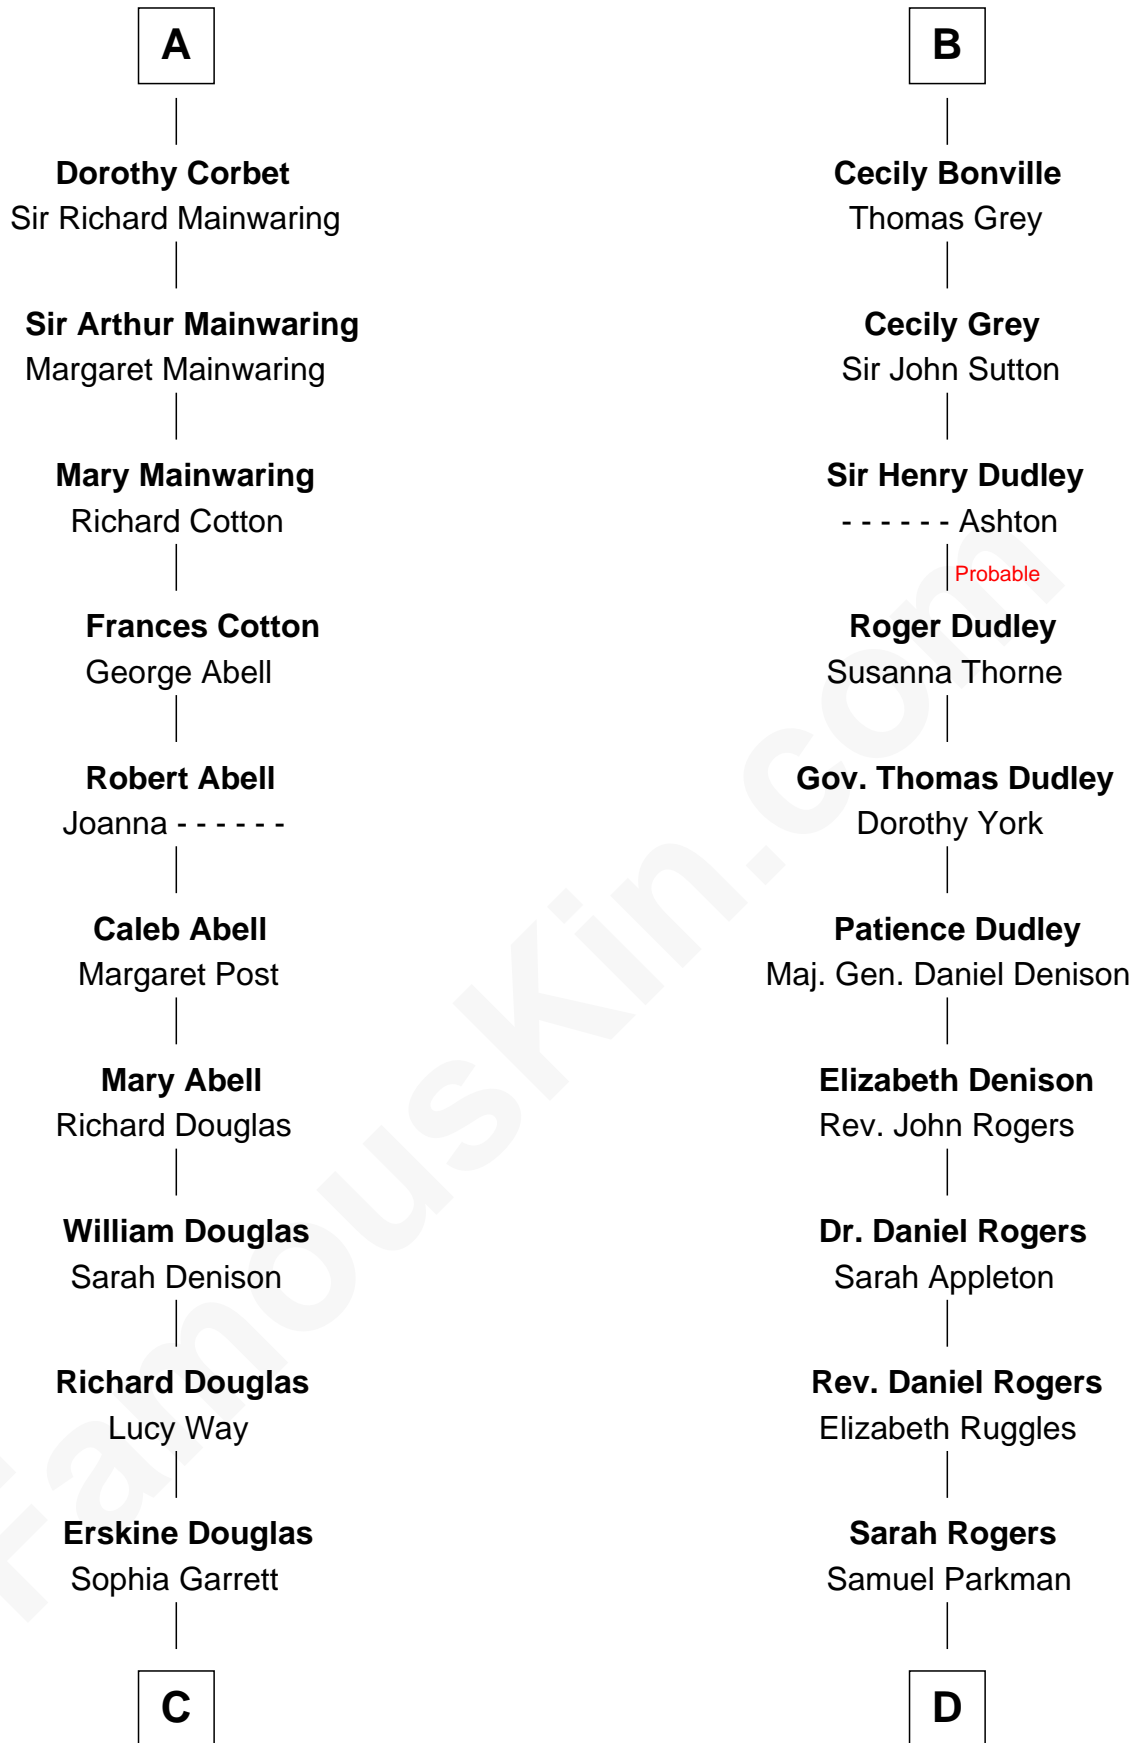 A
Dorothy Corbet
Sir Richard Mainwaring
Sir Arthur Mainwaring
Margaret Mainwaring
Mary Mainwaring
Richard Cotton
Frances Cotton
George Abell
Robert Abell
Joanna - - - - - -
Caleb Abell
Margaret Post
Mary Abell
Richard Douglas
William Douglas
Sarah Denison
Richard Douglas
Lucy Way
Erskine Douglas
Sophia Garrett
C
B
Cecily Bonville
Thomas Grey
Cecily Grey
Sir John Sutton
Sir Henry Dudley
- - - - - - Ashton
Probable
Roger Dudley
Susanna Thorne
Gov. Thomas Dudley
Dorothy York
Patience Dudley
Maj. Gen. Daniel Denison
Elizabeth Denison
Rev. John Rogers
Dr. Daniel Rogers
Sarah Appleton
Rev. Daniel Rogers
Elizabeth Ruggles
Sarah Rogers
Samuel Parkman
D
FamousKin.com